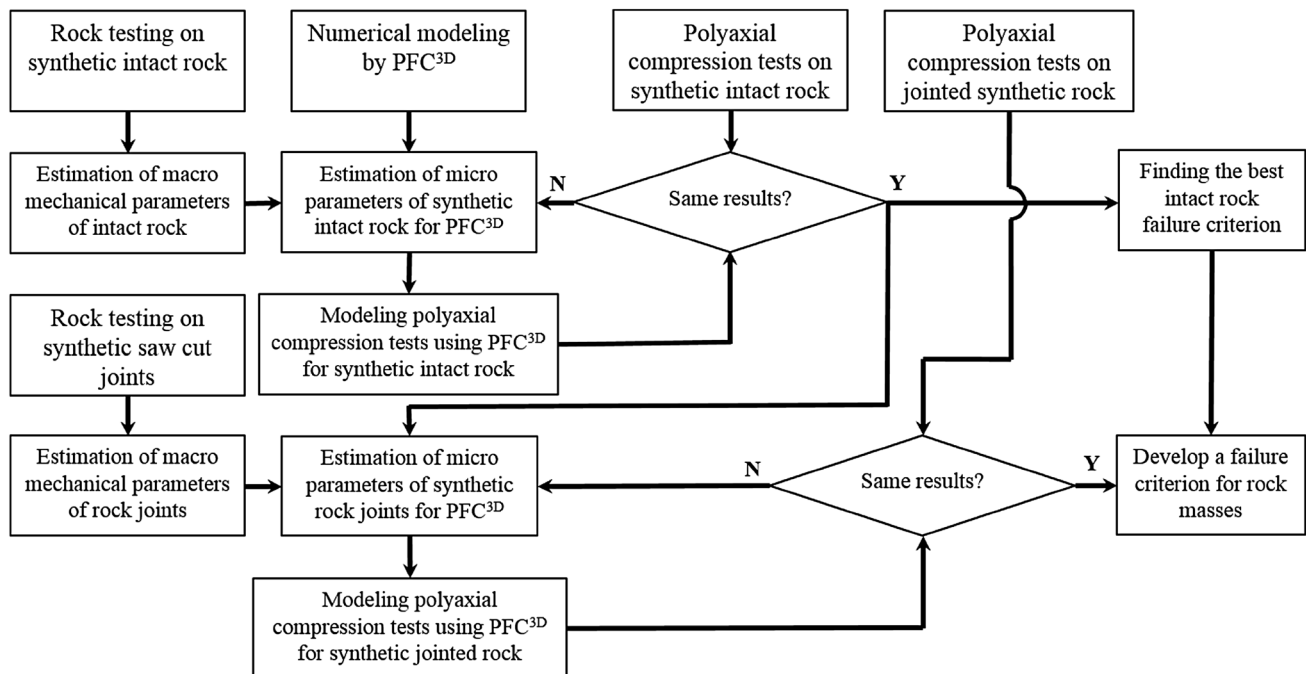 Rock testing on
synthetic intact rock
Numerical modeling
by PFC3D
Polyaxial
compression tests on
synthetic intact rock
Polyaxial
compression tests on
jointed synthetic rock
Estimation of macro
mechanical parameters
of intact rock
Estimation of micro
parameters of synthetic
intact rock for PFC3D
N
Same results?
Y
Finding the best
intact rock
failure criterion
Rock testing on
synthetic saw cut
joints
Modeling polyaxial
compression tests using PFC3D
for synthetic intact rock
Estimation of macro
mechanical parameters
of rock joints
Estimation of micro
parameters of synthetic
rock joints for PFC3D
N
Same results?
Y
Develop a failure
criterion for rock
masses
Modeling polyaxial
compression tests using PFC3D
for synthetic jointed rock